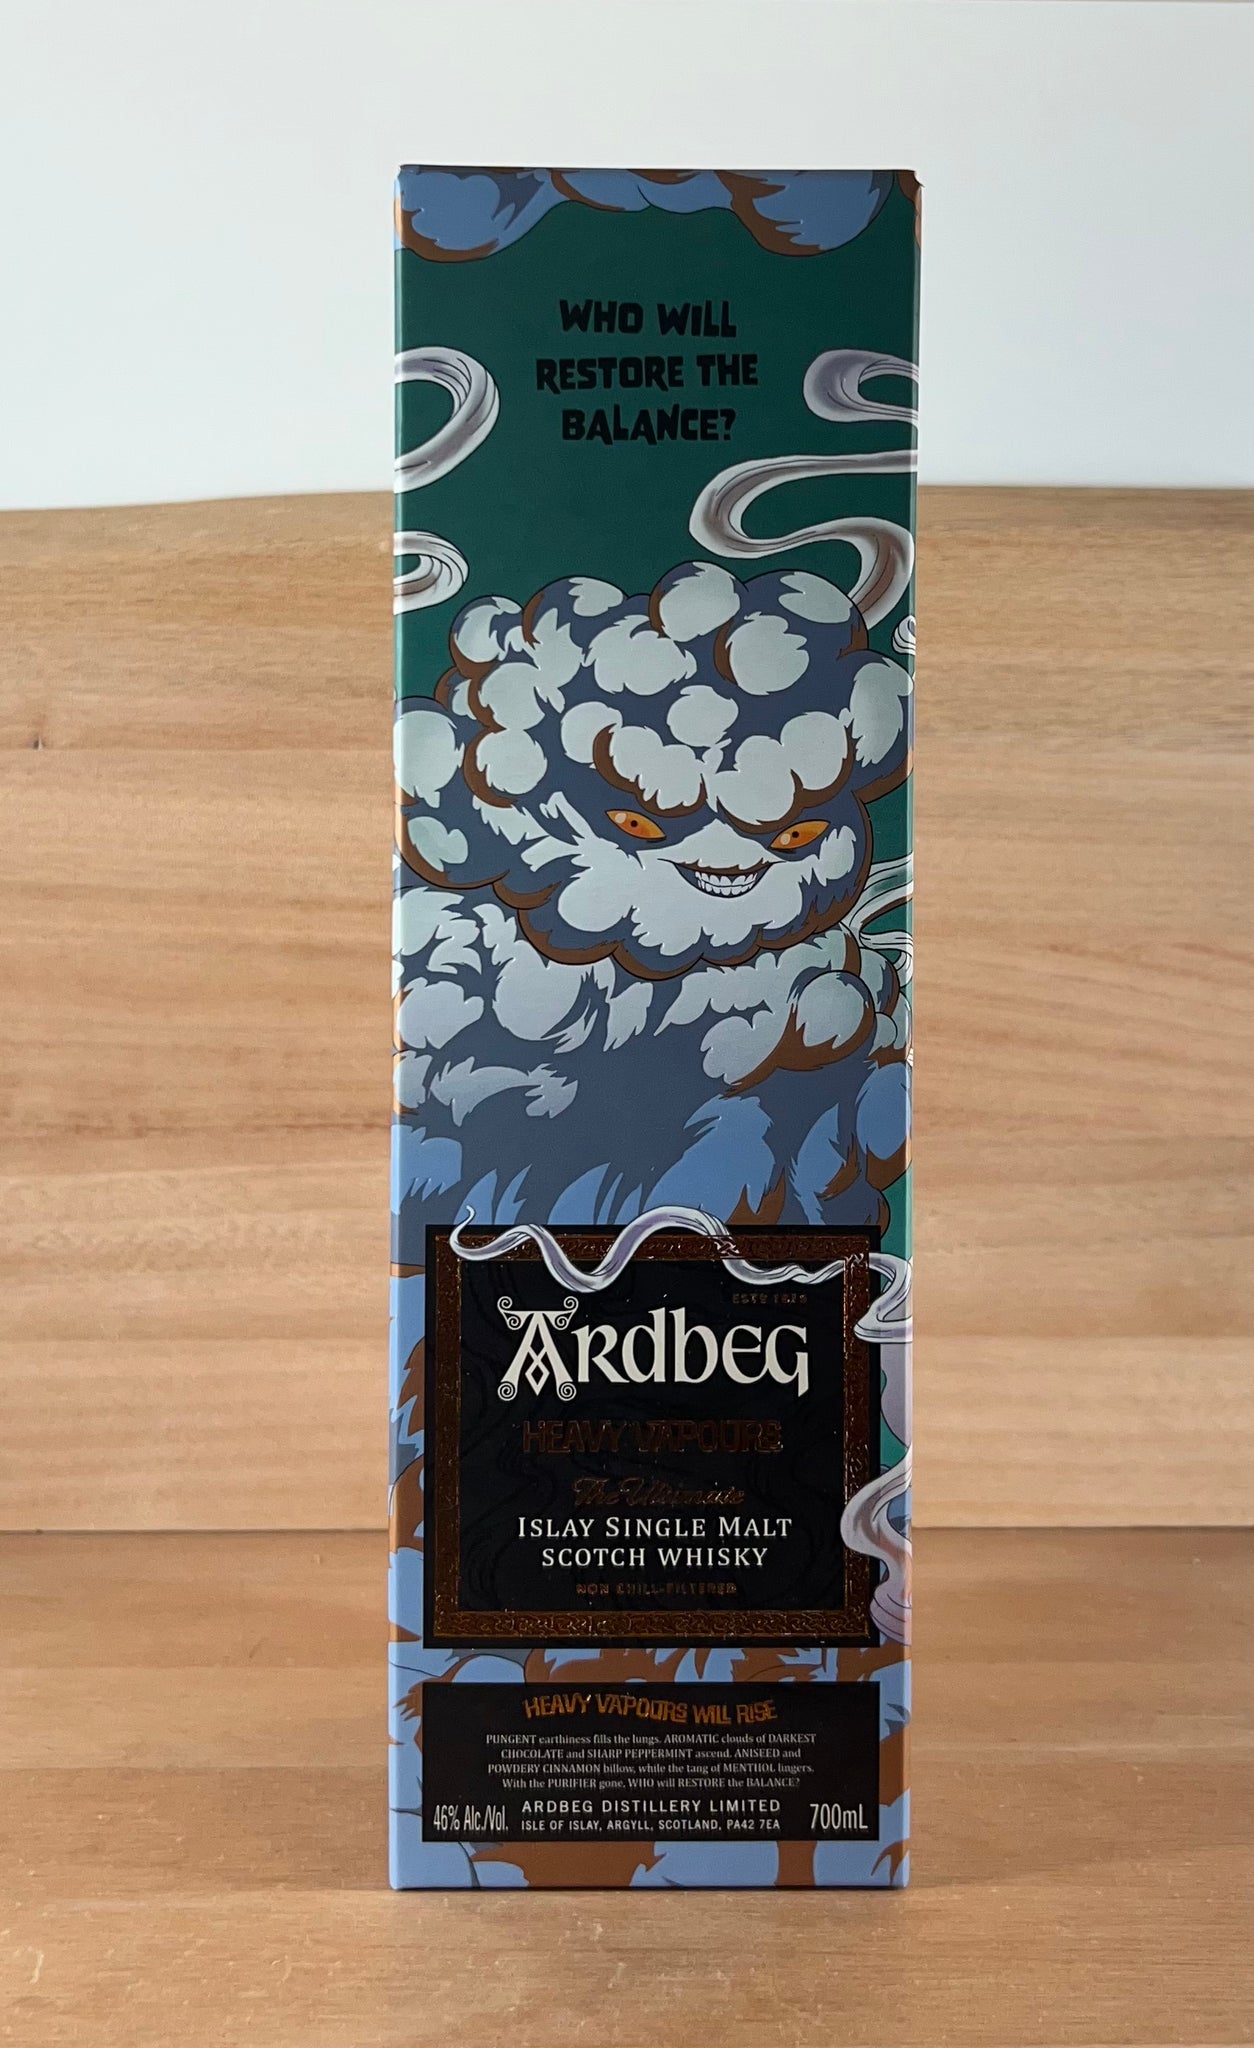 WHO WILL
RESTORE THE
BALANCE?
ARDBEG
HEAVY VAPOURS
The Ultimate
ISLAY SINGLE MALT
SCOTCH WHISKY
NON CHILL-FILTERED
HEAVY VAPOURS WILL RISE
PUNGENT earthiness fills the lungs. AROMATIC clouds of DARKEST
CHOCOLATE and SHARP PEPPERMINT ascend. ANISEED and
POWDERY CINNAMON billow, while the tang of MENTHOL lingers.
With the PURIFIER gone, WHO will RESTORE the BALANCE?
46% Alc./Vol. ARDBEG DISTILLERY LIMITED 700mL
ISLE OF ISLAY, ARGYLL, SCOTLAND, PA42 7EA